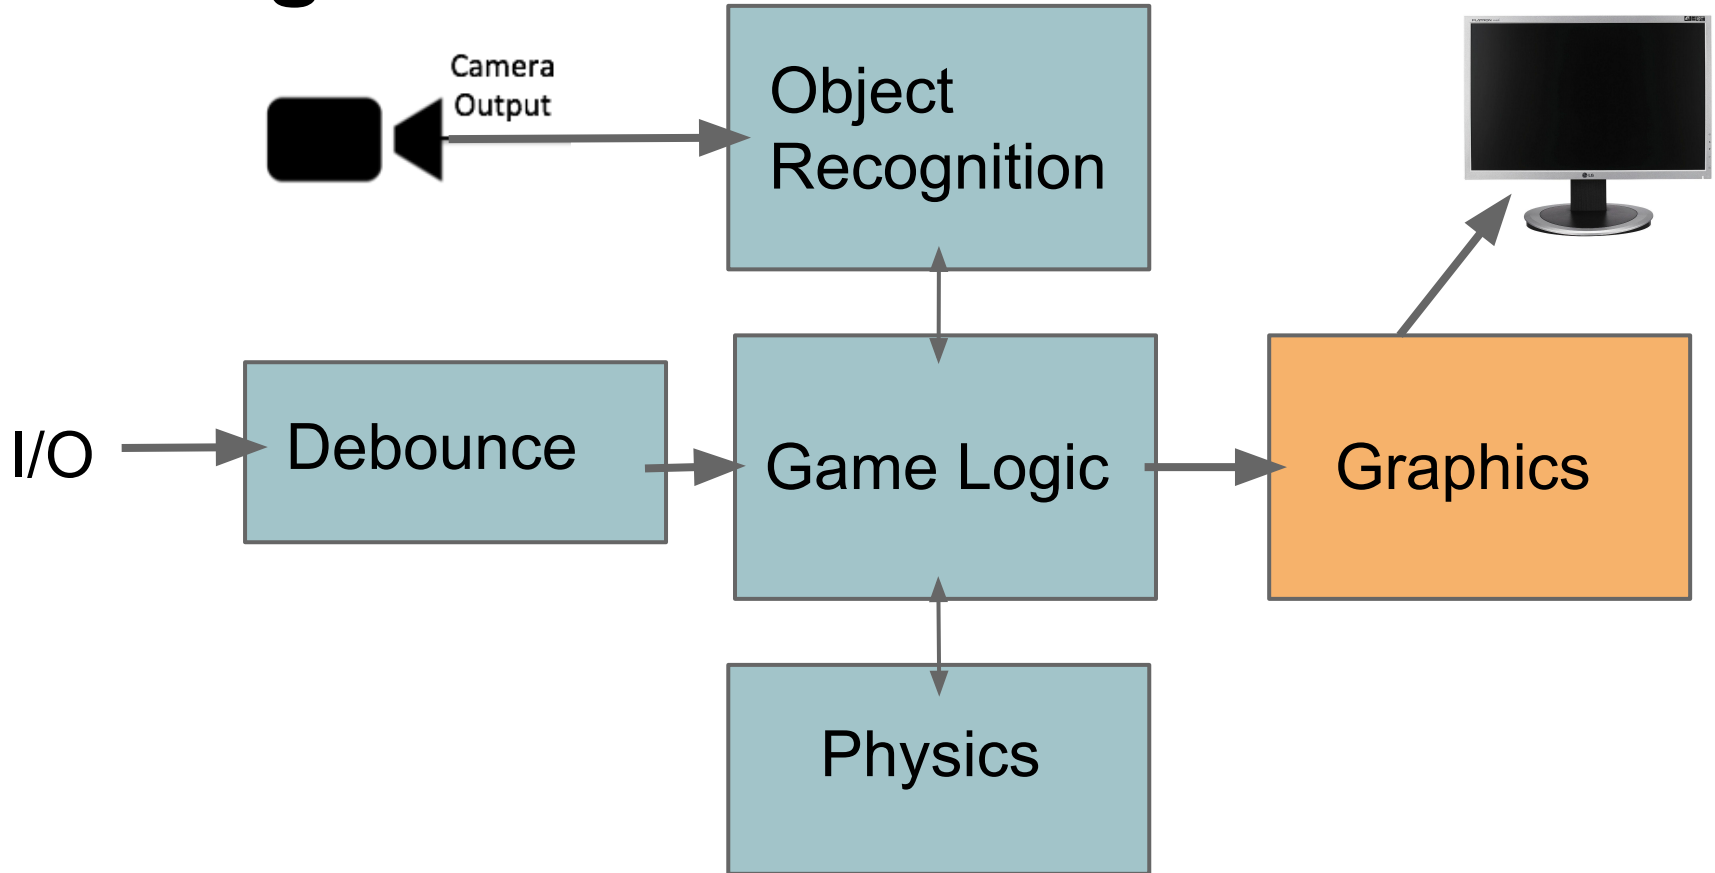 Camera
Output
Object
Recognition
I/O
Debounce
Game Logic
Graphics
Physics